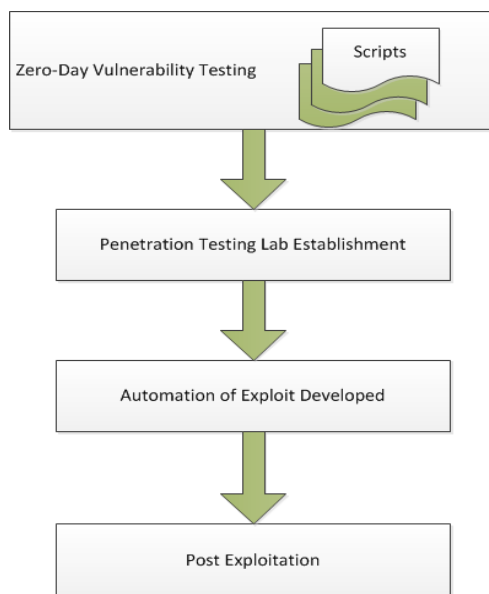 Scripts
Zero-Day Vulnerability Testing
Penetration Testing Lab Establishment
Automation of Exploit Developed
Post Exploitation